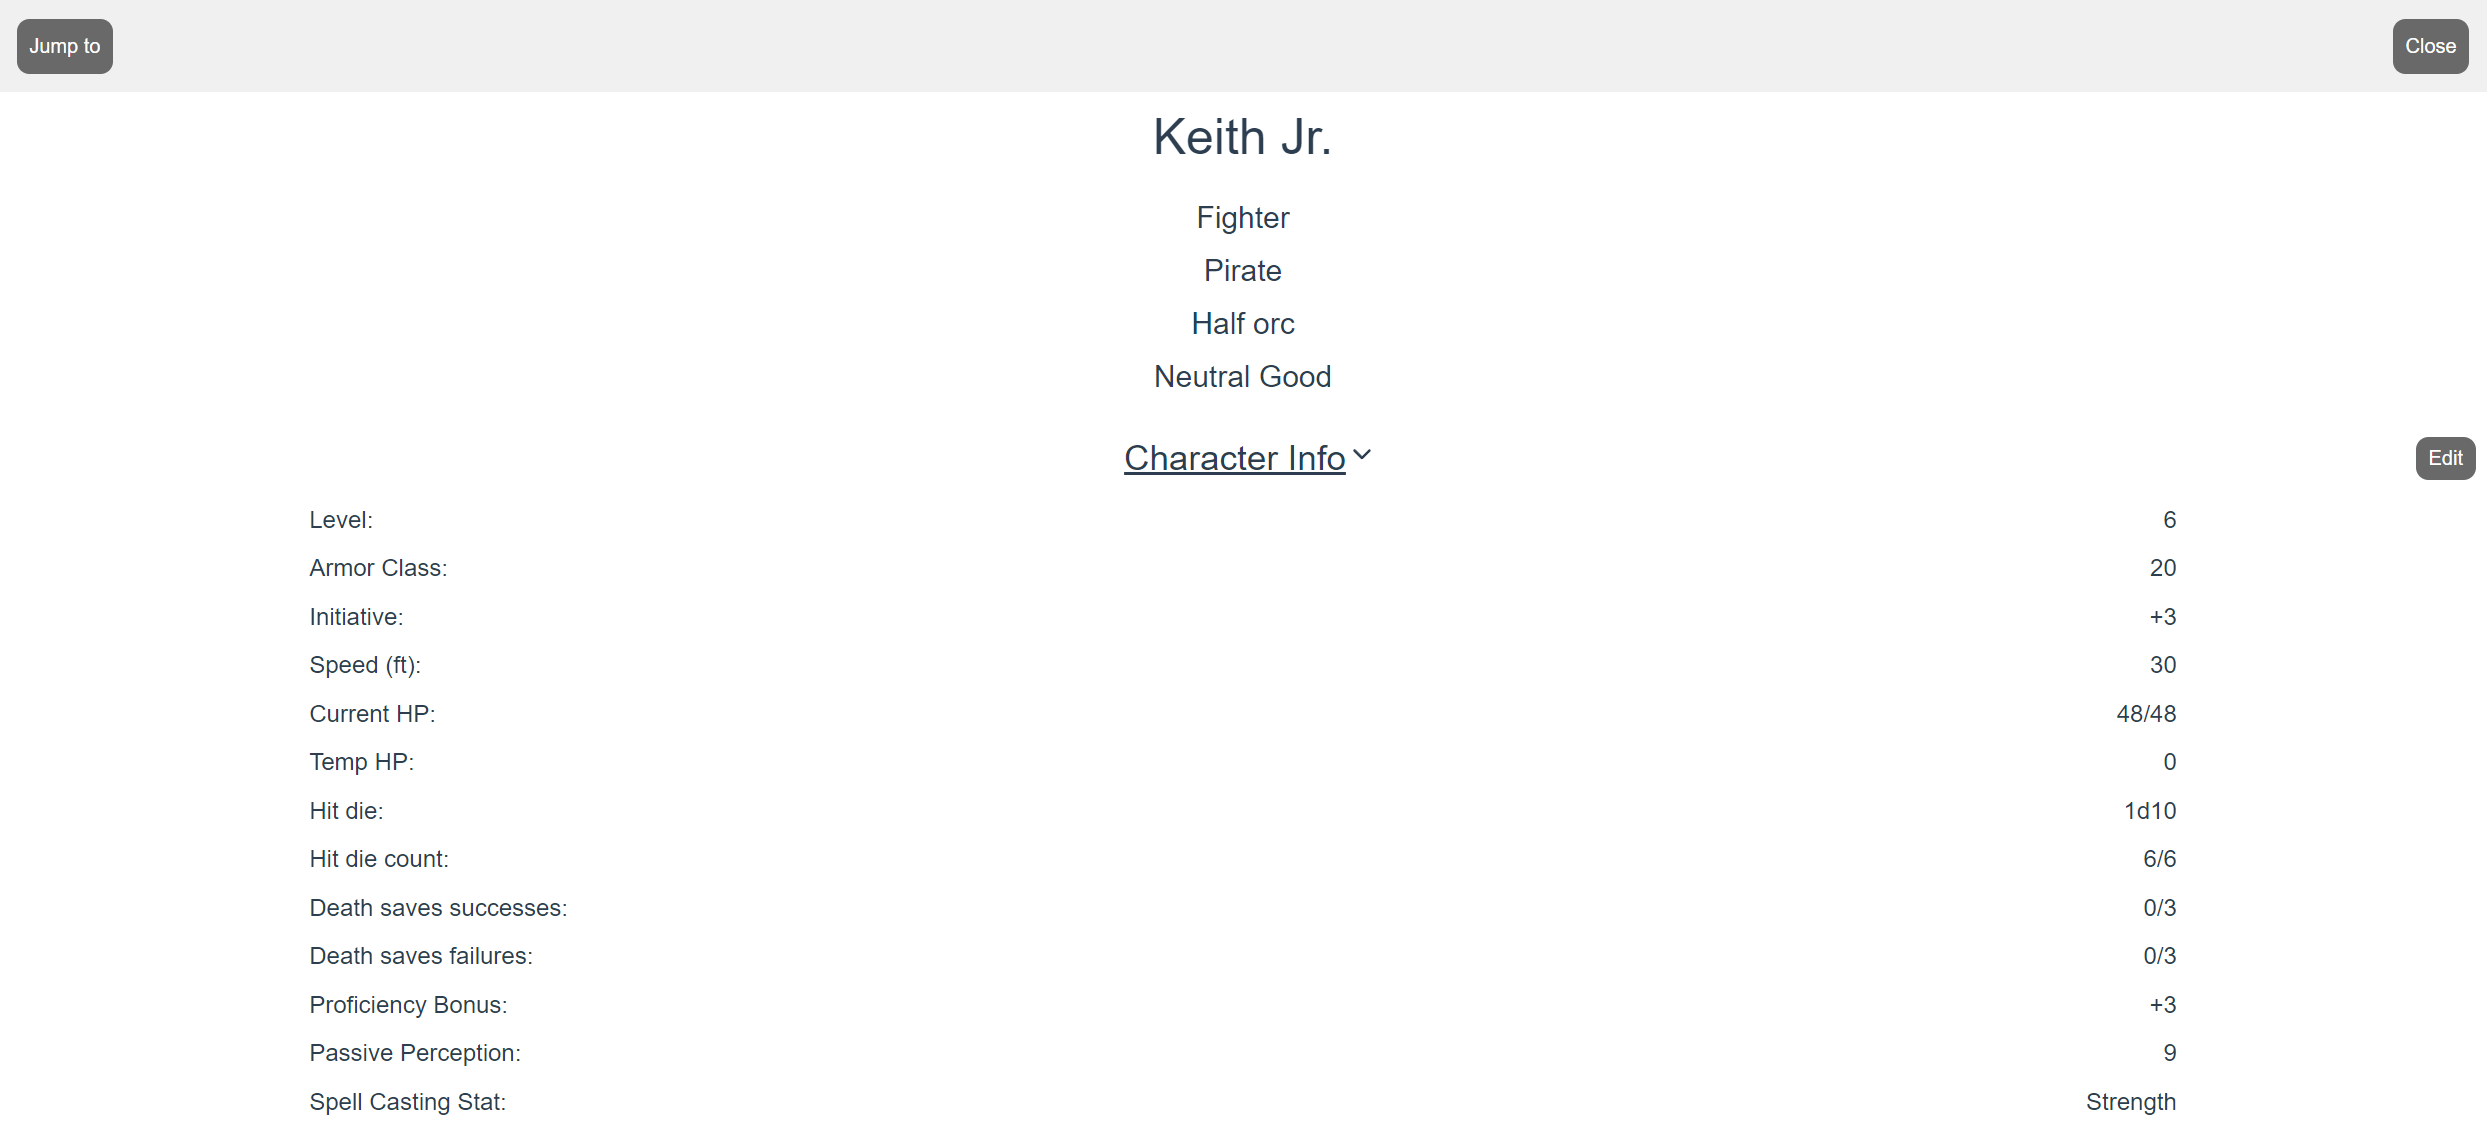 Jump to
Close
Keith Jr.
Fighter
Pirate
Half orc
Neutral Good
Character Info
Edit
Level: 6
Armor Class: 20
Initiative: +3
Speed (ft): 30
Current HP: 48/48
Temp HP: 0
Hit die: 1d10
Hit die count: 6/6
Death saves successes: 0/3
Death saves failures: 0/3
Proficiency Bonus: +3
Passive Perception: 9
Spell Casting Stat: Strength